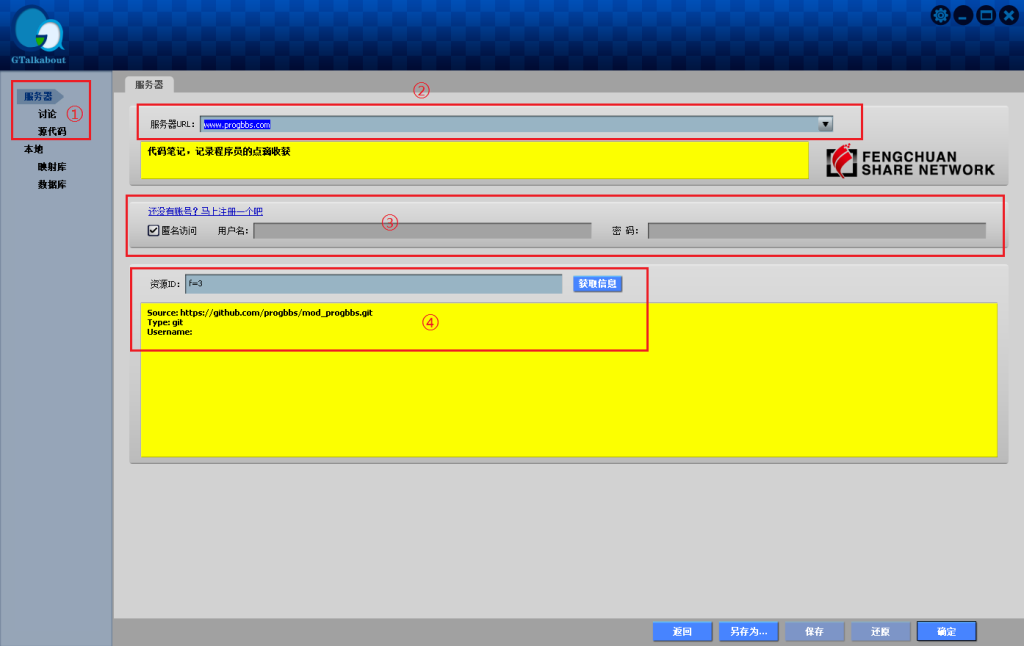 GTalkabout
服务器
讨论
①
源代码
本地
映射库
数据库
服务器
②
服务器URL: www.progbbs.com
代码笔记，记录程序员的点滴收获
FENGCHUAN
SHARE NETWORK
还没有账号？马上注册一个吧
③
匿名访问 用户名: 密 码:
资源ID: f=3 获取信息
Source: https://github.com/progbbs/mod_progbbs.git
Type: git
④
Username:
返回 另存为... 保存 还原 确定